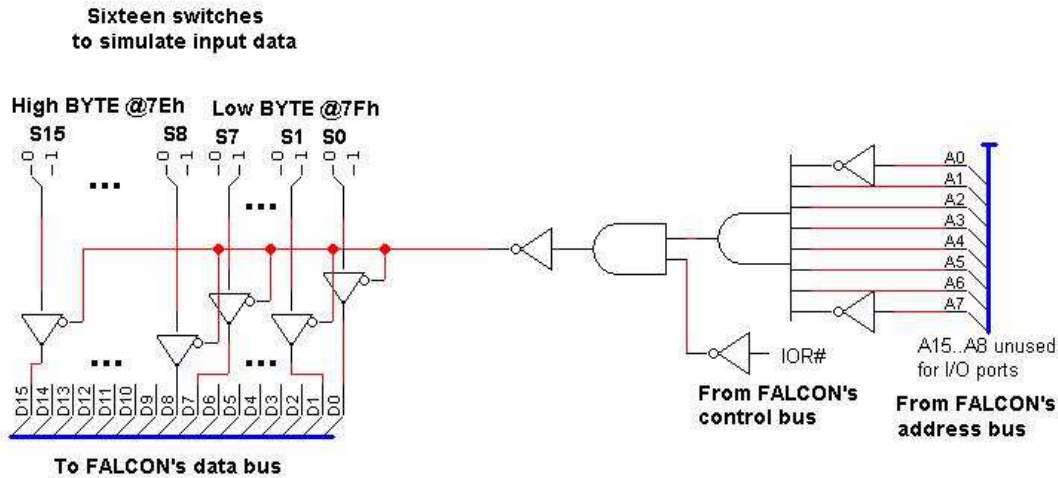 Sixteen switches
to simulate input data
High BYTE @7Eh Low BYTE @7Fh
S15 S8 S7 S1 S0
0 1 0 1 0 1 0 1 0 1
... ...
A0
A1
A2
A3
A4
A5
A6
A7
... ...
D15 D14 D13 D12 D11 D10 D9 D8 D7 D6 D5 D4 D3 D2 D1 D0
IOR#
A15..A8 unused
for I/O ports
From FALCON's
control bus
From FALCON's
address bus
To FALCON's data bus